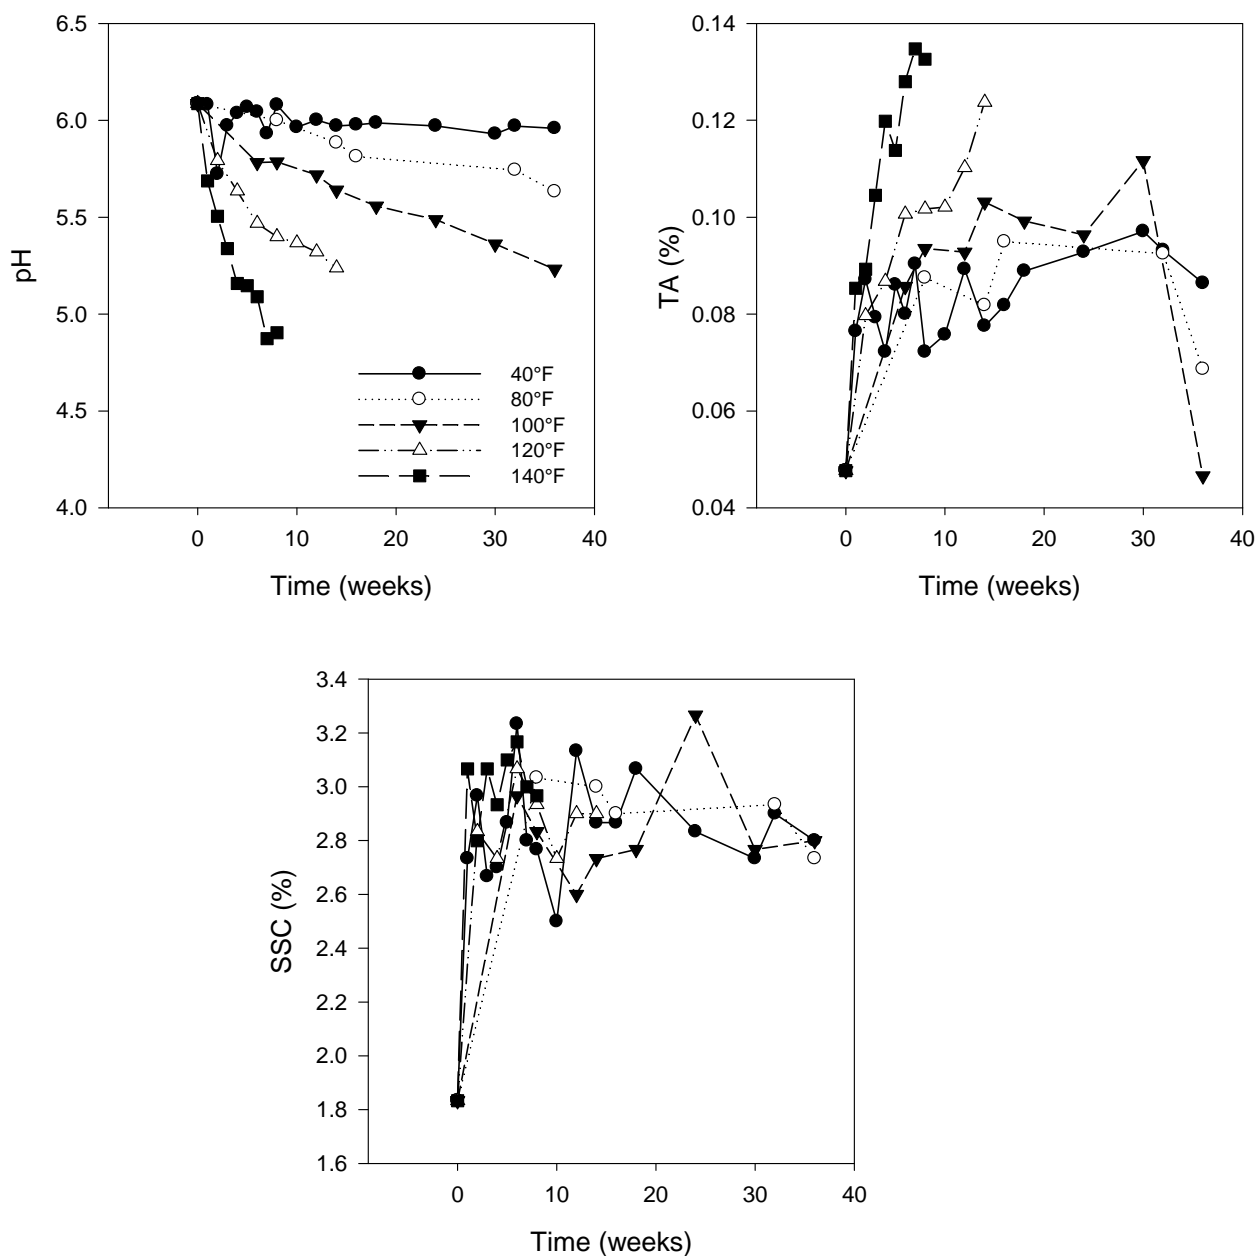 6.5
6.0
5.5
5.0
4.5
4.0
pH
40°F
80°F
100°F
120°F
140°F
0 10 20 30 40
Time (weeks)
0.14
0.12
0.10
0.08
0.06
0.04
TA (%)
0 10 20 30 40
Time (weeks)
3.4
3.2
3.0
2.8
2.6
2.4
2.2
2.0
1.8
1.6
SSC (%)
0 10 20 30 40
Time (weeks)